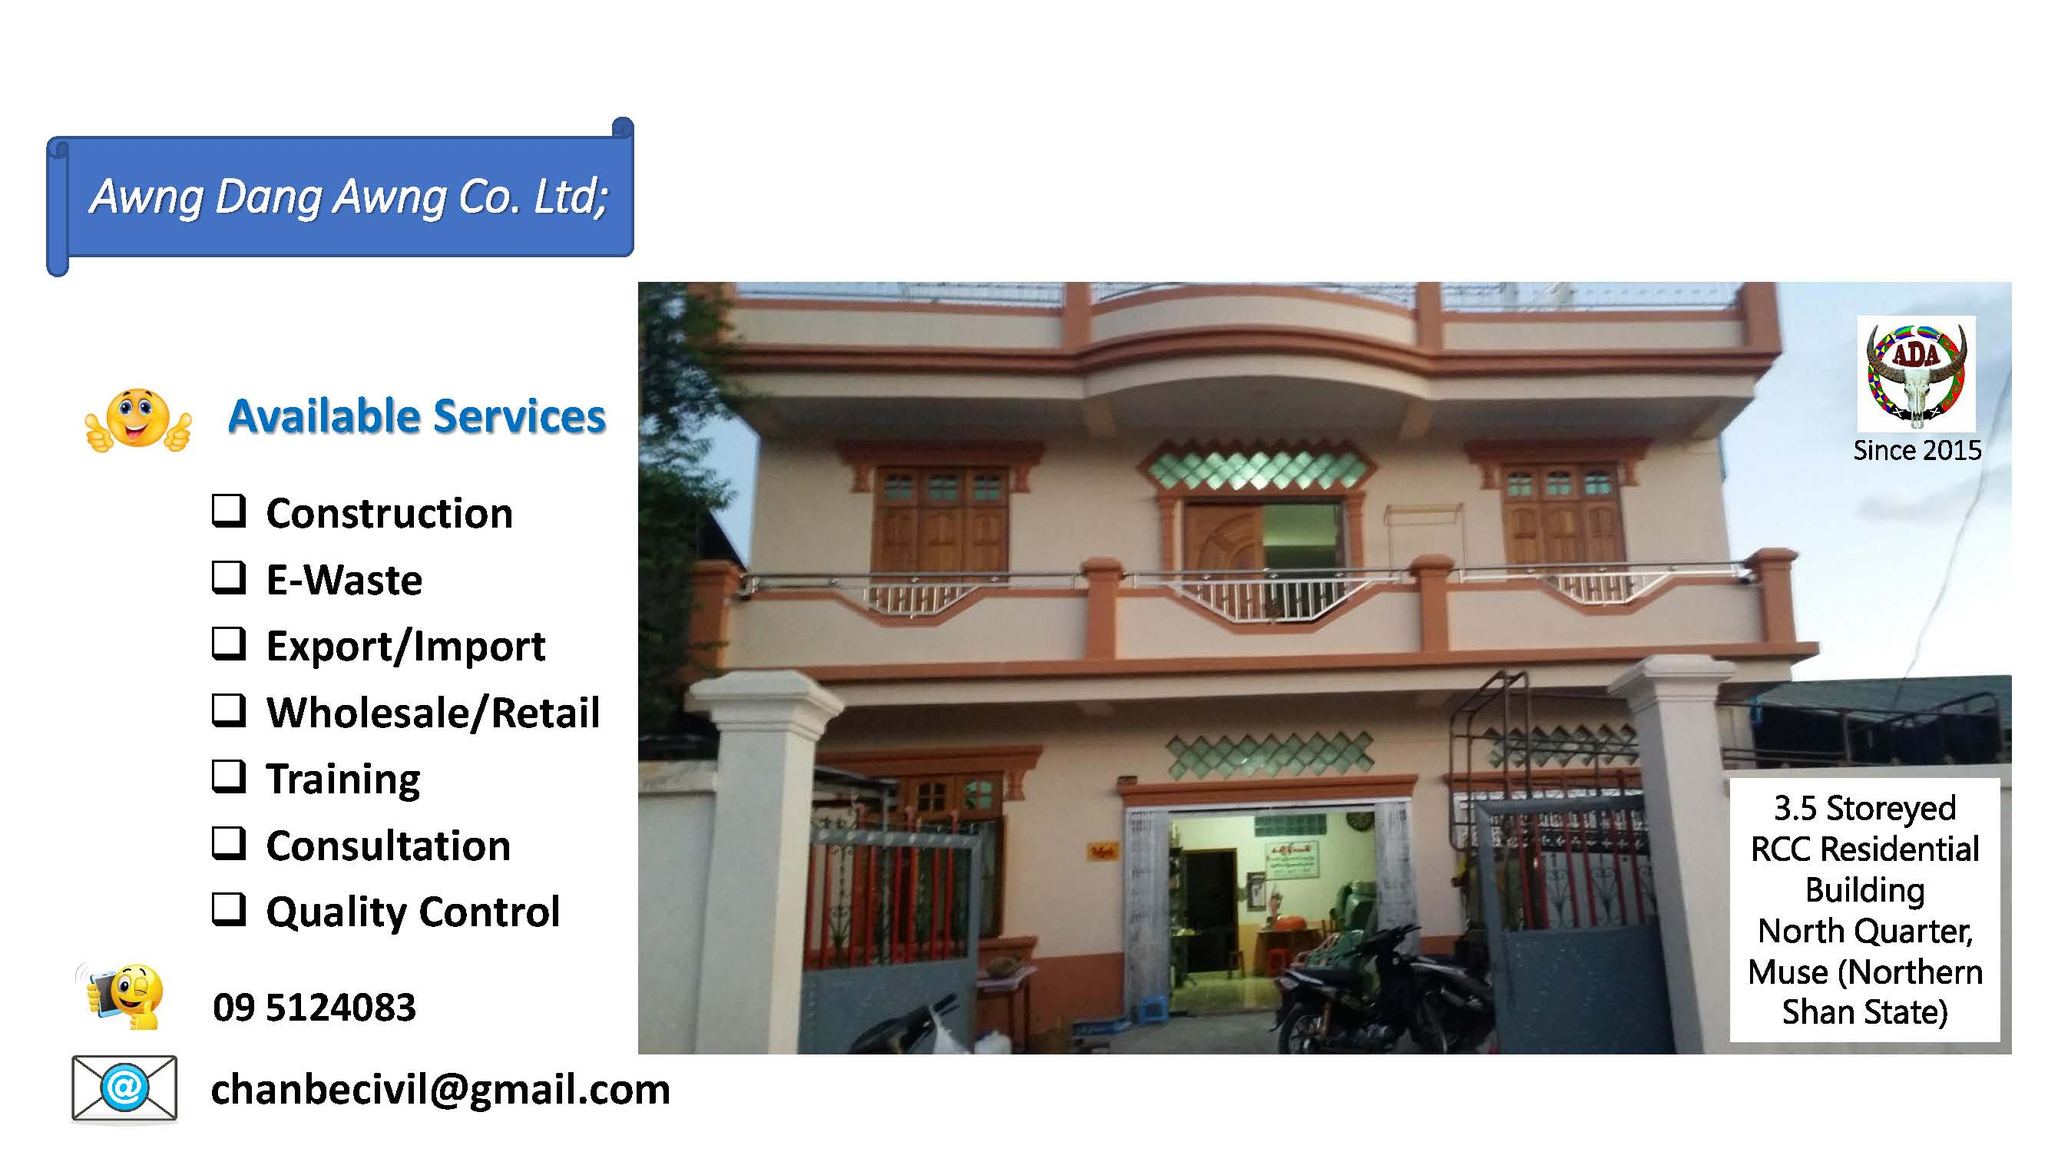 Awng Dang Awng Co. Ltd;
Available Services
Construction
E-Waste
Export/Import
Wholesale/Retail
Training
Consultation
Quality Control
09 5124083
chanbecivil@gmail.com
ADA
Since 2015
3.5 Storeyed
RCC Residential
Building
North Quarter,
Muse (Northern
Shan State)